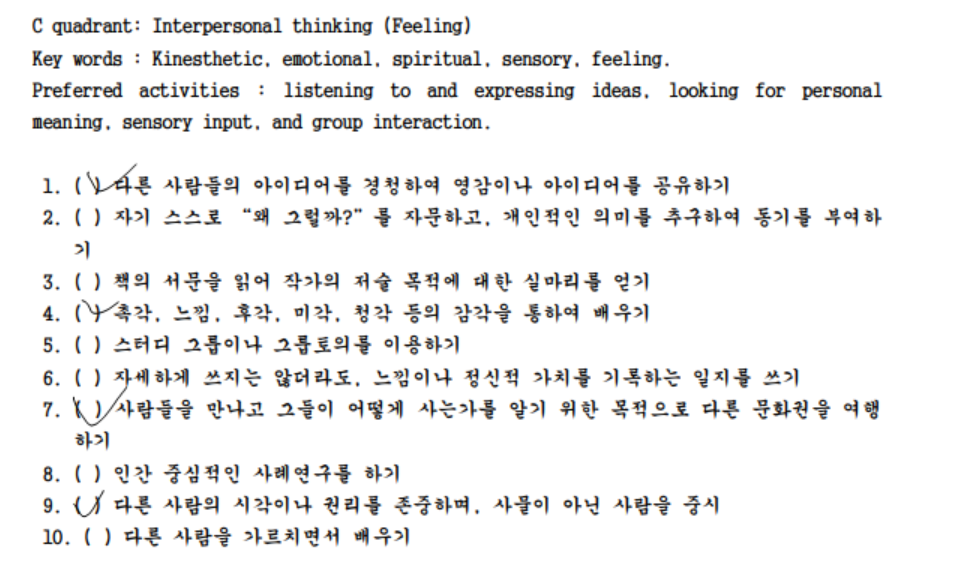 C quadrant: Interpersonal thinking (Feeling)
Key words : Kinesthetic, emotional, spiritual, sensory, feeling.
Preferred activities : listening to and expressing ideas, looking for personal
meaning, sensory input, and group interaction.
1. ( ) 다른 사람들의 아이디어를 경청하여 영감이나 아이디어를 공유하기
2. ( ) 자기 스스로 “왜 그럴까?” 를 자문하고, 개인적인 의미를 추구하여 동기를 부여하
기
3. ( ) 책의 서문을 읽어 작가의 저술 목적에 대한 실마리를 얻기
4. ( ) 촉각, 느낌, 후각, 미각, 청각 등의 감각을 통하여 배우기
5. ( ) 스터디 그룹이나 그룹토의를 이용하기
6. ( ) 자세하게 쓰지는 않더라도, 느낌이나 정신적 가치를 기록하는 일지를 쓰기
7. ( ) 사람들을 만나고 그들이 어떻게 사는가를 알기 위한 목적으로 다른 문화권을 여행
하기
8. ( ) 인간 중심적인 사례연구를 하기
9. ( ) 다른 사람의 시각이나 권리를 존중하며, 사물이 아닌 사람을 중시
10. ( ) 다른 사람을 가르치면서 배우기